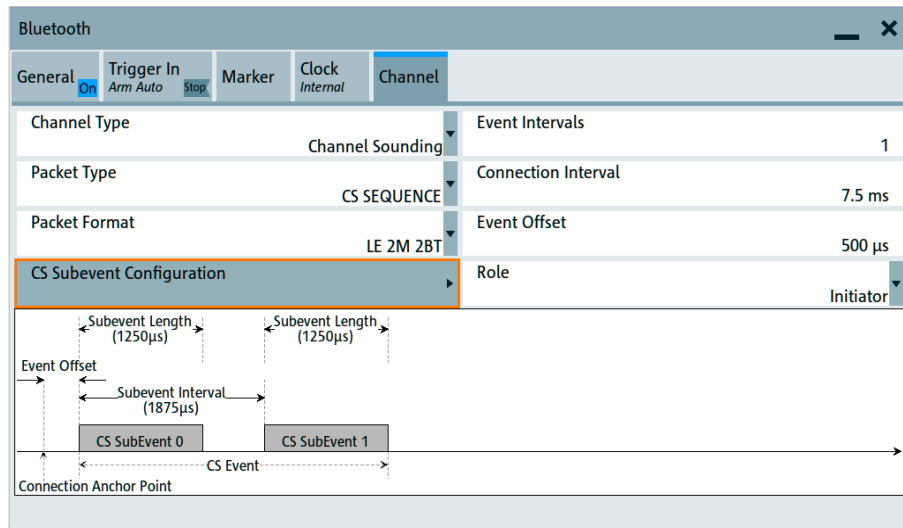 Bluetooth
General On
Trigger In
Arm Auto Stop
Marker
Clock
Internal
Channel
Channel Type
Channel Sounding
Event Intervals
1
Packet Type
CS SEQUENCE
Connection Interval
7.5 ms
Packet Format
LE 2M 2BT
Event Offset
500 µs
CS Subevent Configuration
Role
Initiator
Subevent Length
(1250µs)
Subevent Length
(1250µs)
Event Offset
Subevent Interval
(1875µs)
CS SubEvent 0
CS SubEvent 1
CS Event
Connection Anchor Point